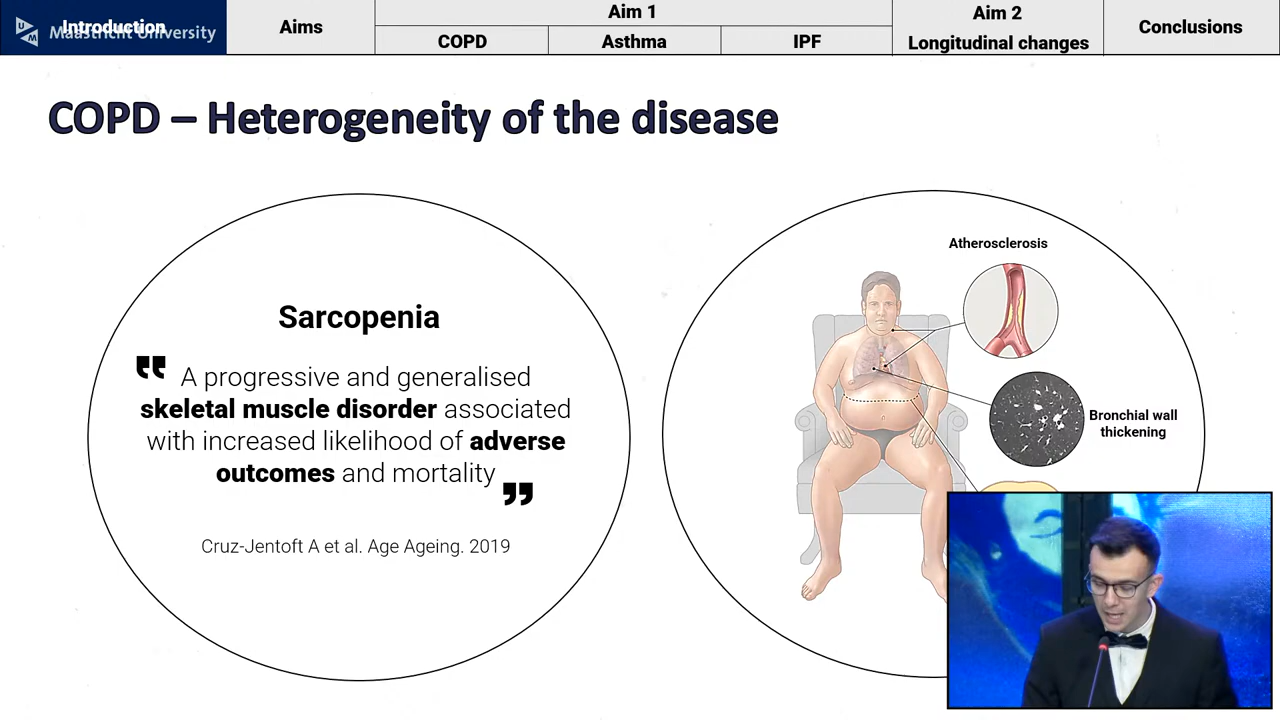 Introduction
Maastricht University
Aims
Aim 1
COPD
Asthma
IPF
Aim 2
Longitudinal changes
Conclusions
COPD – Heterogeneity of the disease
Sarcopenia
" A progressive and generalised
skeletal muscle disorder associated
with increased likelihood of adverse
outcomes and mortality "
Cruz-Jentoft A et al. Age Ageing. 2019
Atherosclerosis
Bronchial wall
thickening